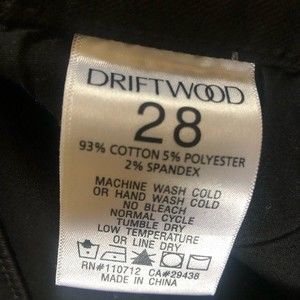 DRIFTWOOD
28
93% COTTON 5% POLYESTER
2% SPANDEX
MACHINE WASH COLD
OR HAND WASH COLD
NO BLEACH
NORMAL CYCLE
TUMBLE DRY
LOW TEMPERATURE
OR LINE DRY
RN#110712 CA#29438
MADE IN CHINA